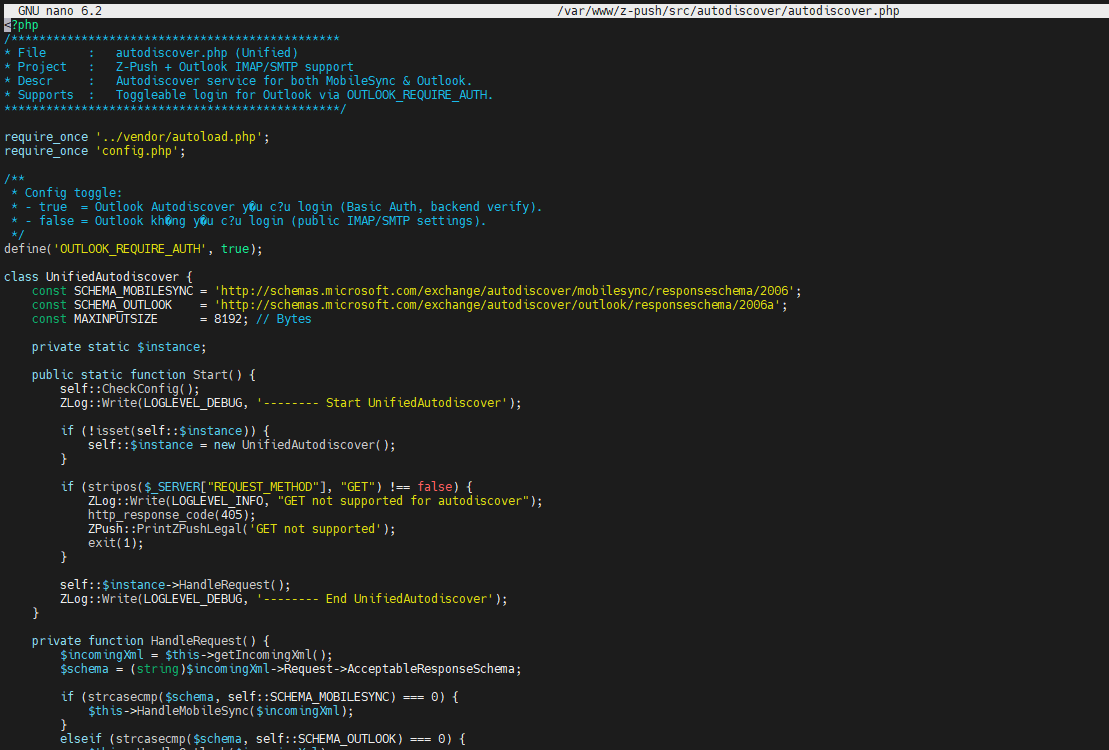 GNU nano 6.2 /var/www/z-push/src/autodiscover/autodiscover.php
<?php
/***********************************************
* File      :   autodiscover.php (Unified)
* Project   :   Z-Push + Outlook IMAP/SMTP support
* Descr     :   Autodiscover service for both MobileSync & Outlook.
* Supports  :   Toggleable login for Outlook via OUTLOOK_REQUIRE_AUTH.
************************************************/
require_once '../vendor/autoload.php';
require_once 'config.php';
/**
 * Config toggle:
 * - true  = Outlook Autodiscover y�u c?u login (Basic Auth, backend verify).
 * - false = Outlook kh�ng y�u c?u login (public IMAP/SMTP settings).
 */
define('OUTLOOK_REQUIRE_AUTH', true);
class UnifiedAutodiscover {
    const SCHEMA_MOBILESYNC = 'http://schemas.microsoft.com/exchange/autodiscover/mobilesync/responseschema/2006';
    const SCHEMA_OUTLOOK    = 'http://schemas.microsoft.com/exchange/autodiscover/outlook/responseschema/2006a';
    const MAXINPUTSIZE      = 8192; // Bytes
    private static $instance;
    public static function Start() {
        self::CheckConfig();
        ZLog::Write(LOGLEVEL_DEBUG, '-------- Start UnifiedAutodiscover');
        if (!isset(self::$instance)) {
            self::$instance = new UnifiedAutodiscover();
        }
        if (stripos($_SERVER["REQUEST_METHOD"], "GET") !== false) {
            ZLog::Write(LOGLEVEL_INFO, "GET not supported for autodiscover");
            http_response_code(405);
            ZPush::PrintZPushLegal('GET not supported');
            exit(1);
        }
        self::$instance->HandleRequest();
        ZLog::Write(LOGLEVEL_DEBUG, '-------- End UnifiedAutodiscover');
    }
    private function HandleRequest() {
        $incomingXml = $this->getIncomingXml();
        $schema = (string)$incomingXml->Request->AcceptableResponseSchema;
        if (strcasecmp($schema, self::SCHEMA_MOBILESYNC) === 0) {
            $this->HandleMobileSync($incomingXml);
        }
        elseif (strcasecmp($schema, self::SCHEMA_OUTLOOK) === 0) {